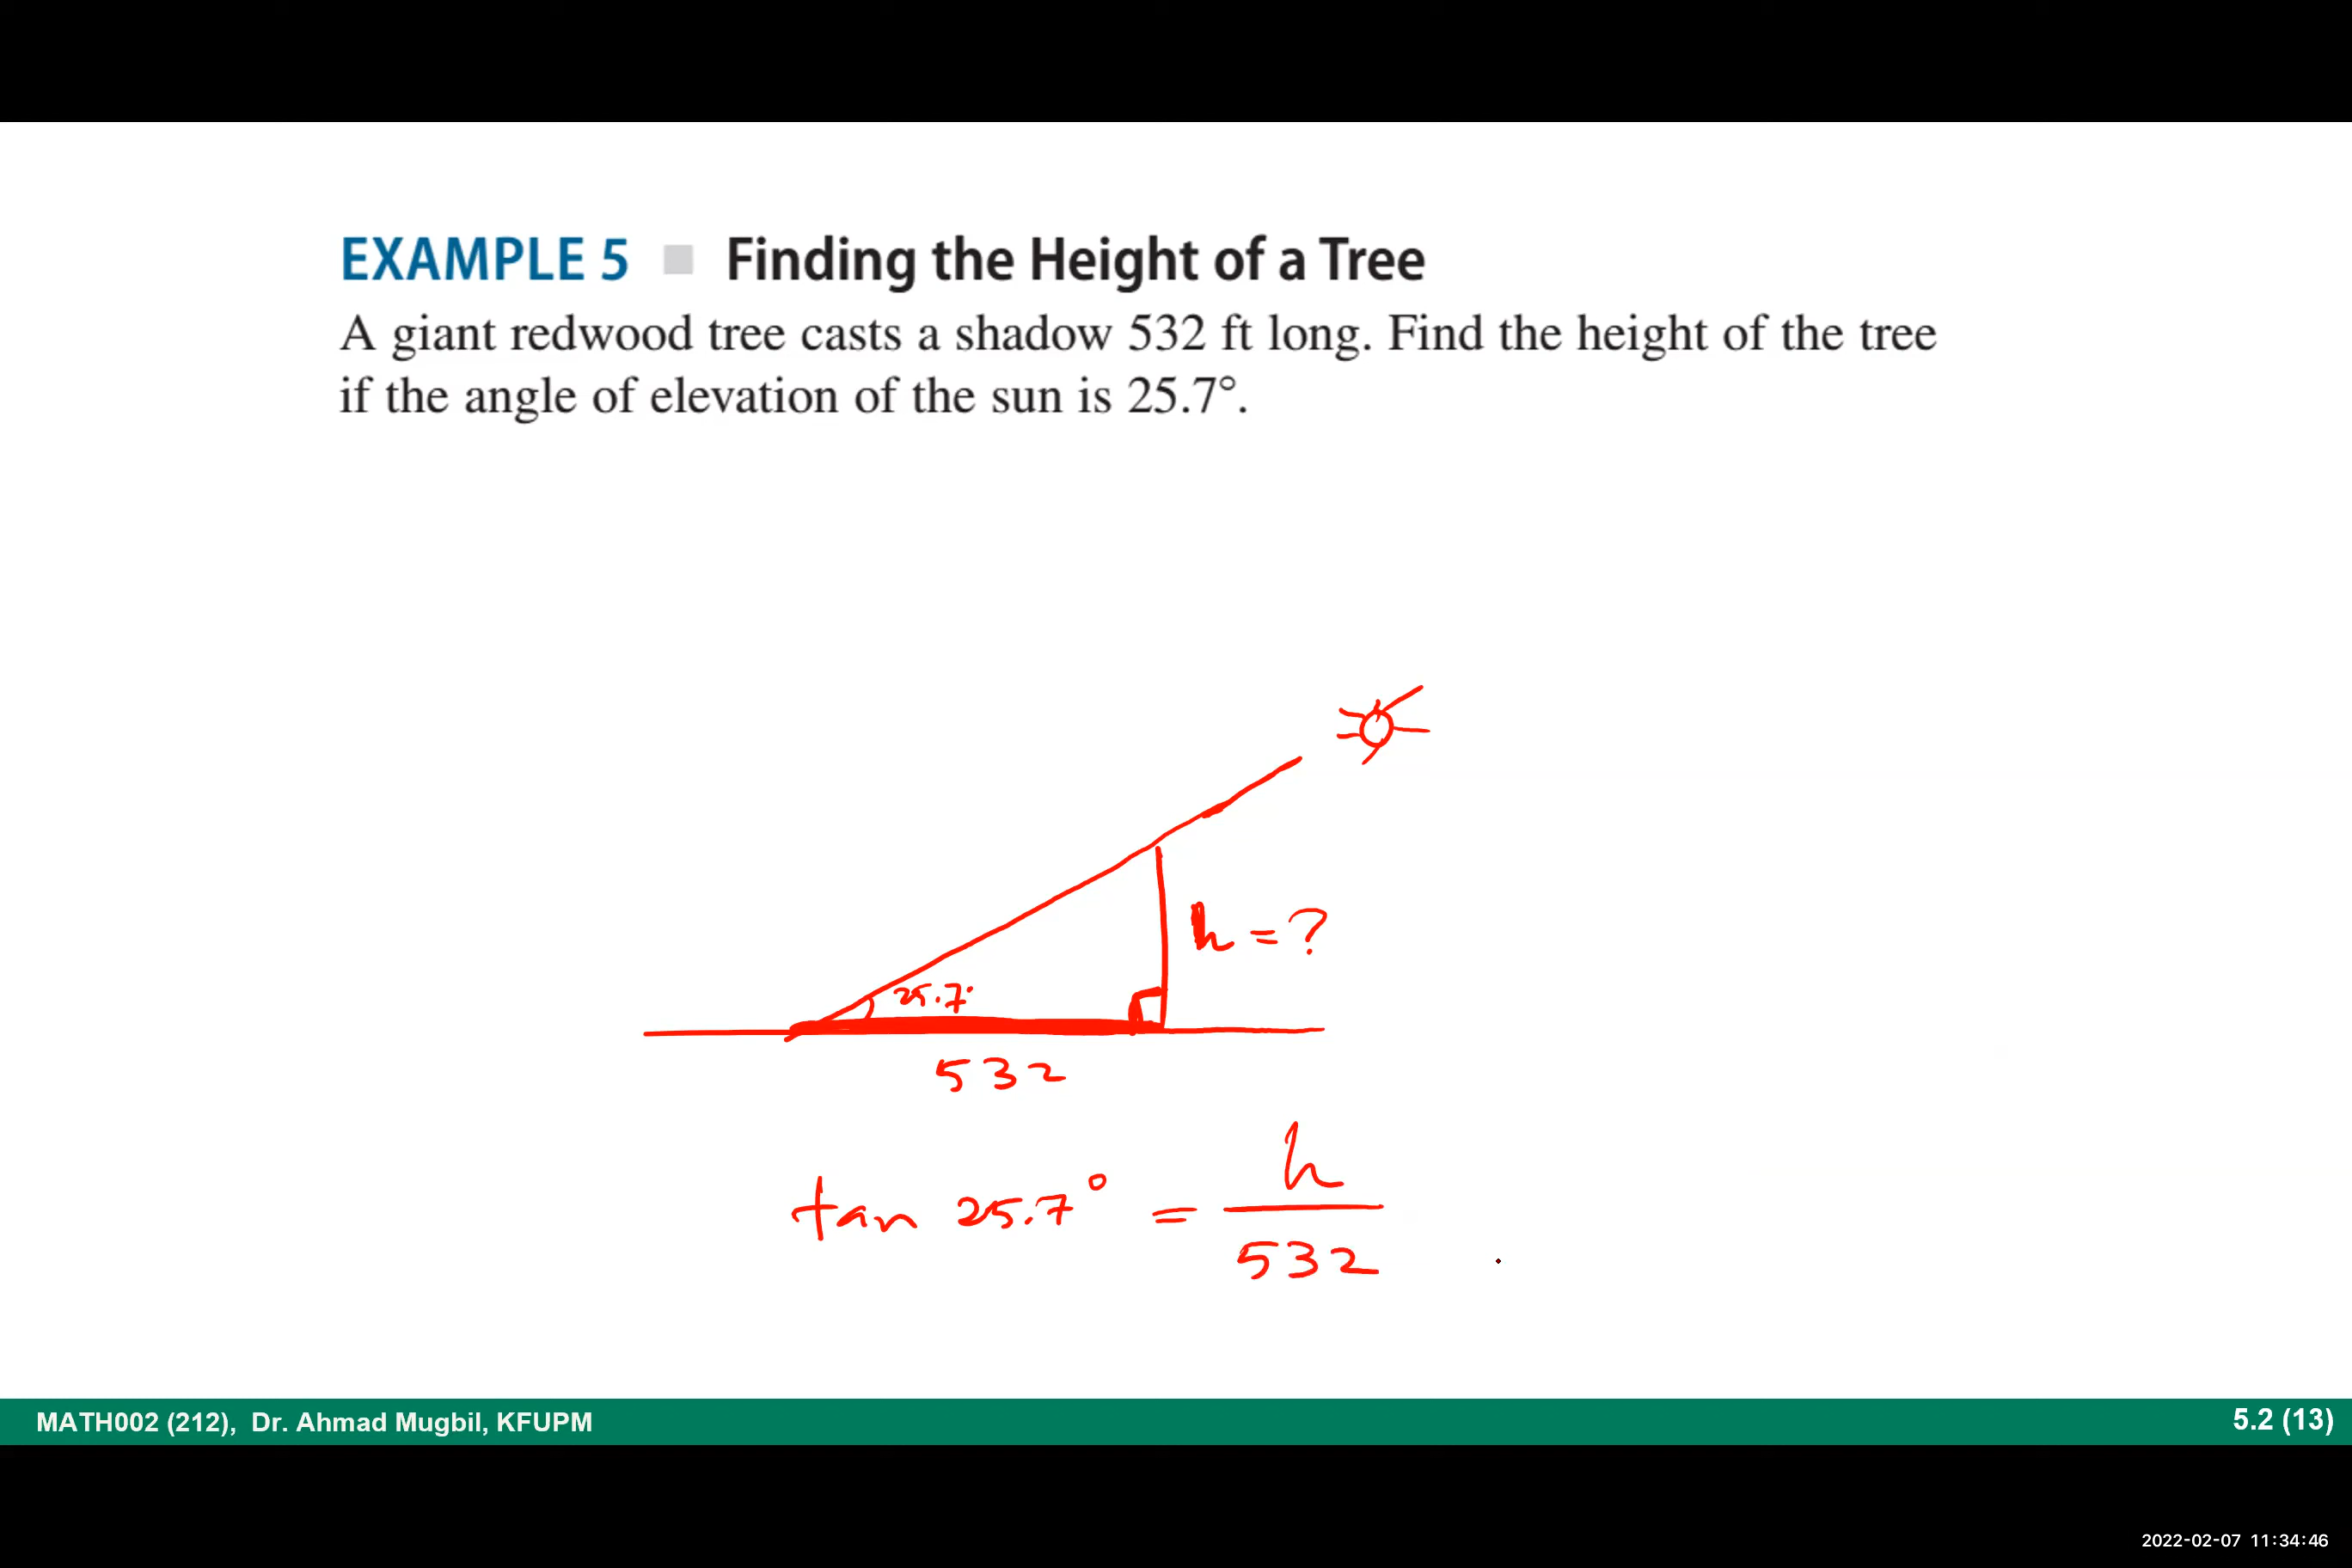 EXAMPLE 5 ■ Finding the Height of a Tree
A giant redwood tree casts a shadow 532 ft long. Find the height of the tree
if the angle of elevation of the sun is 25.7°.
h = ?
25.7°
532
tan 25.7° = h/532
MATH002 (212), Dr. Ahmad Mugbil, KFUPM
5.2 (13)
2022-02-07 11:34:46